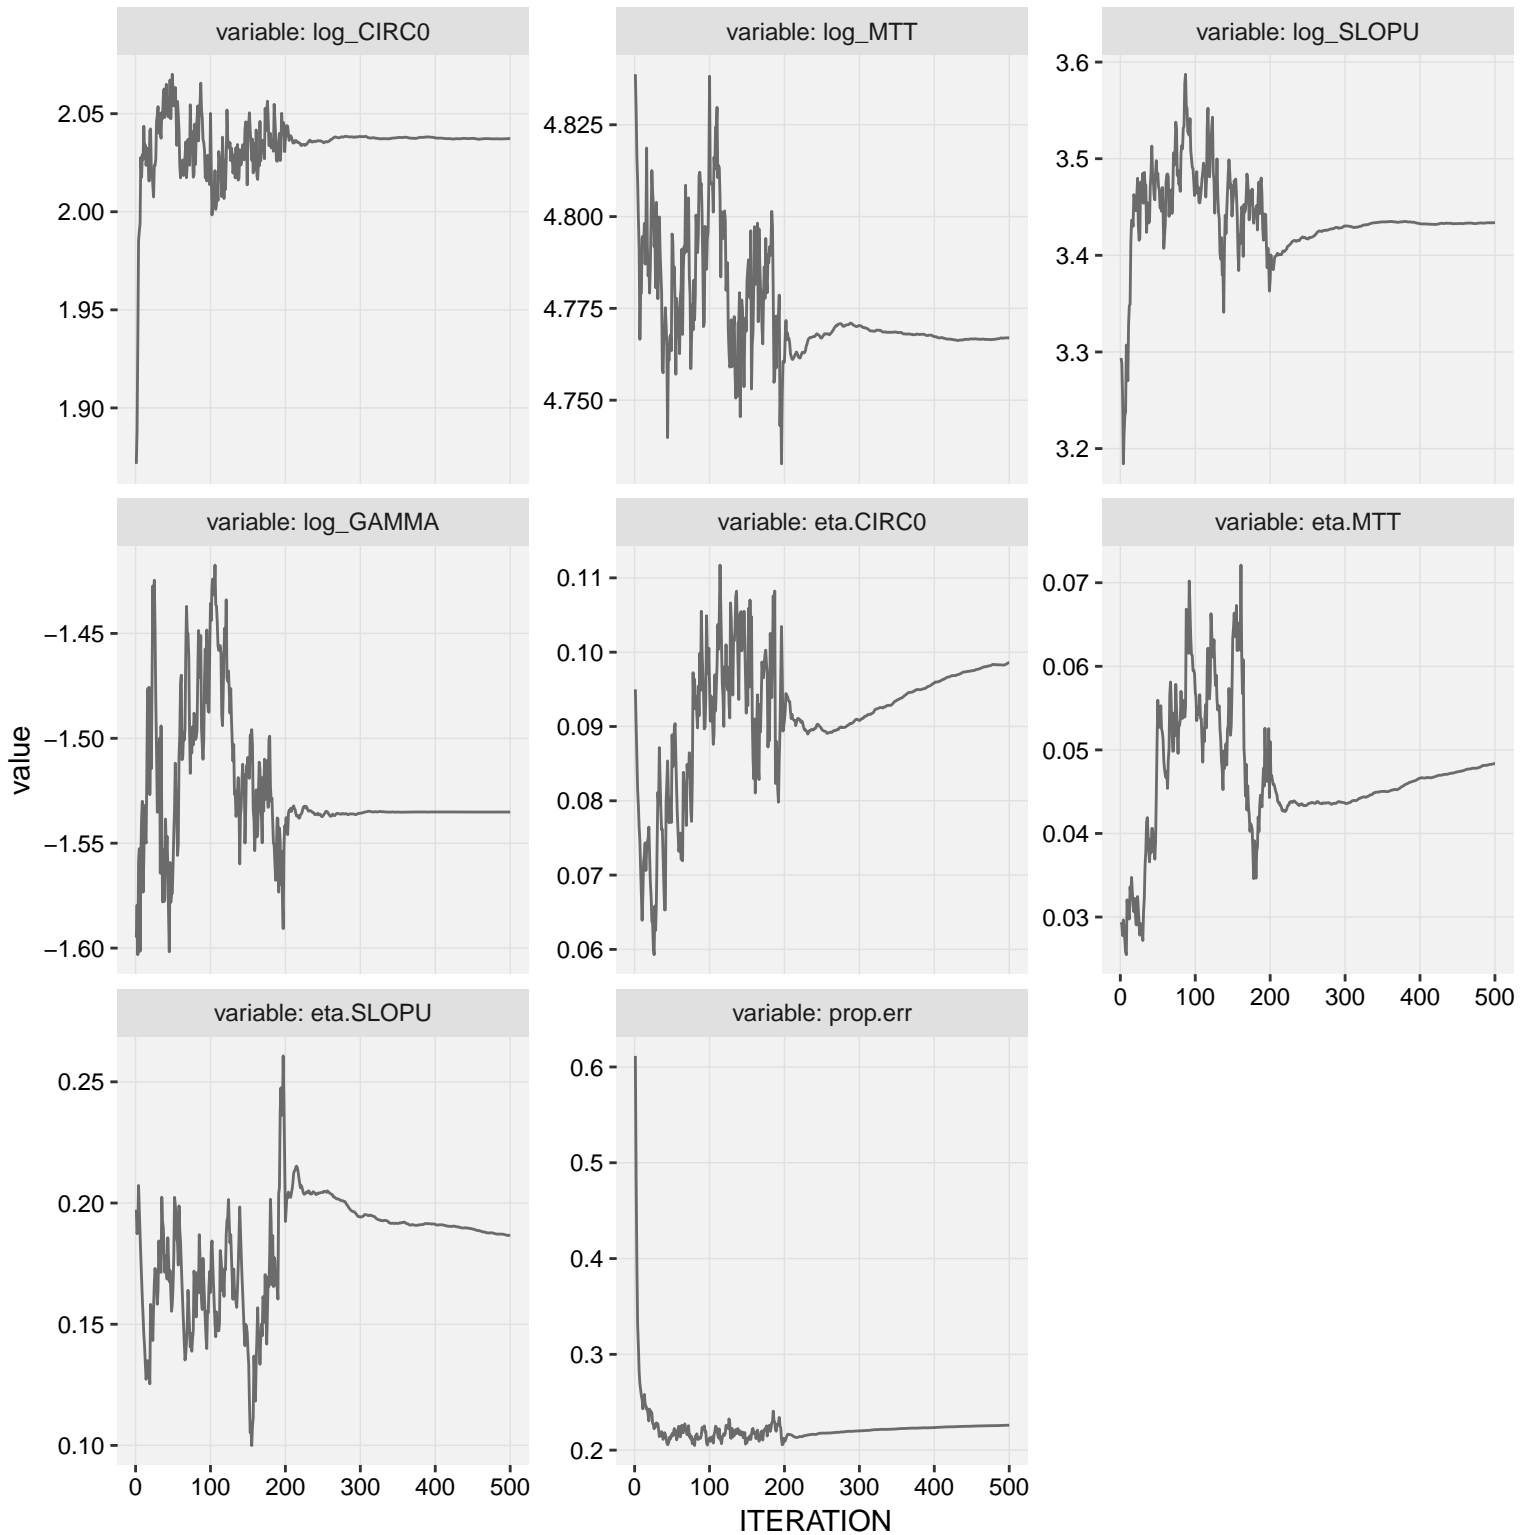 variable: log_CIRC0
variable: log_MTT
variable: log_SLOPU
2.05
2.00
1.95
1.90
4.825
4.800
4.775
4.750
3.6
3.5
3.4
3.3
3.2
variable: log_GAMMA
variable: eta.CIRC0
variable: eta.MTT
−1.45
−1.50
−1.55
−1.60
0.11
0.10
0.09
0.08
0.07
0.06
0.07
0.06
0.05
0.04
0.03
0 100 200 300 400 500
variable: eta.SLOPU
variable: prop.err
0.25
0.20
0.15
0.10
0.6
0.5
0.4
0.3
0.2
0 100 200 300 400 500
0 100 200 300 400 500
ITERATION
value